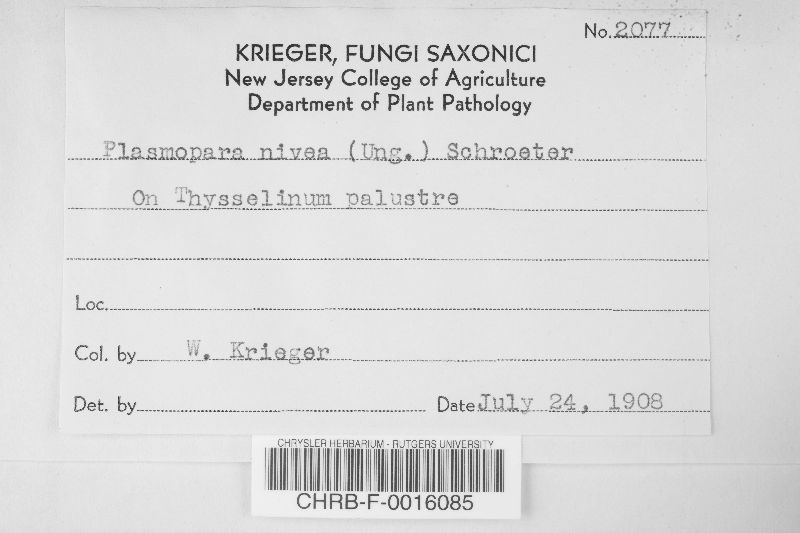 No. 2077
KRIEGER, FUNGI SAXONICI
New Jersey College of Agriculture
Department of Plant Pathology
Plasmopara nivea (Ung.) Schroeter
On Thysselinum palustre
Loc.
Col. by W. Krieger
Det. by Date July 24, 1908
CHRYSLER HERBARIUM - RUTGERS UNIVERSITY
CHRB-F-0016085